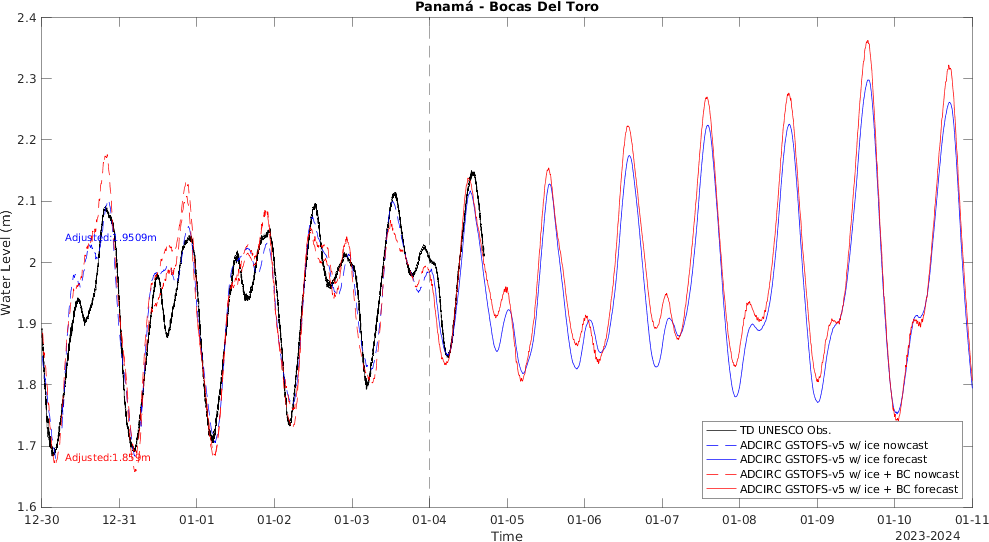 Panamá - Bocas Del Toro
2.4
2.3
2.2
2.1
2
1.9
1.8
1.7
1.6
Water Level (m)
Adjusted:1.9509m
Adjusted:1.859m
TD UNESCO Obs.
ADCIRC GSTOFS-v5 w/ ice nowcast
ADCIRC GSTOFS-v5 w/ ice forecast
ADCIRC GSTOFS-v5 w/ ice + BC nowcast
ADCIRC GSTOFS-v5 w/ ice + BC forecast
12-30 12-31 01-01 01-02 01-03 01-04 01-05 01-06 01-07 01-08 01-09 01-10 01-11
Time
2023-2024